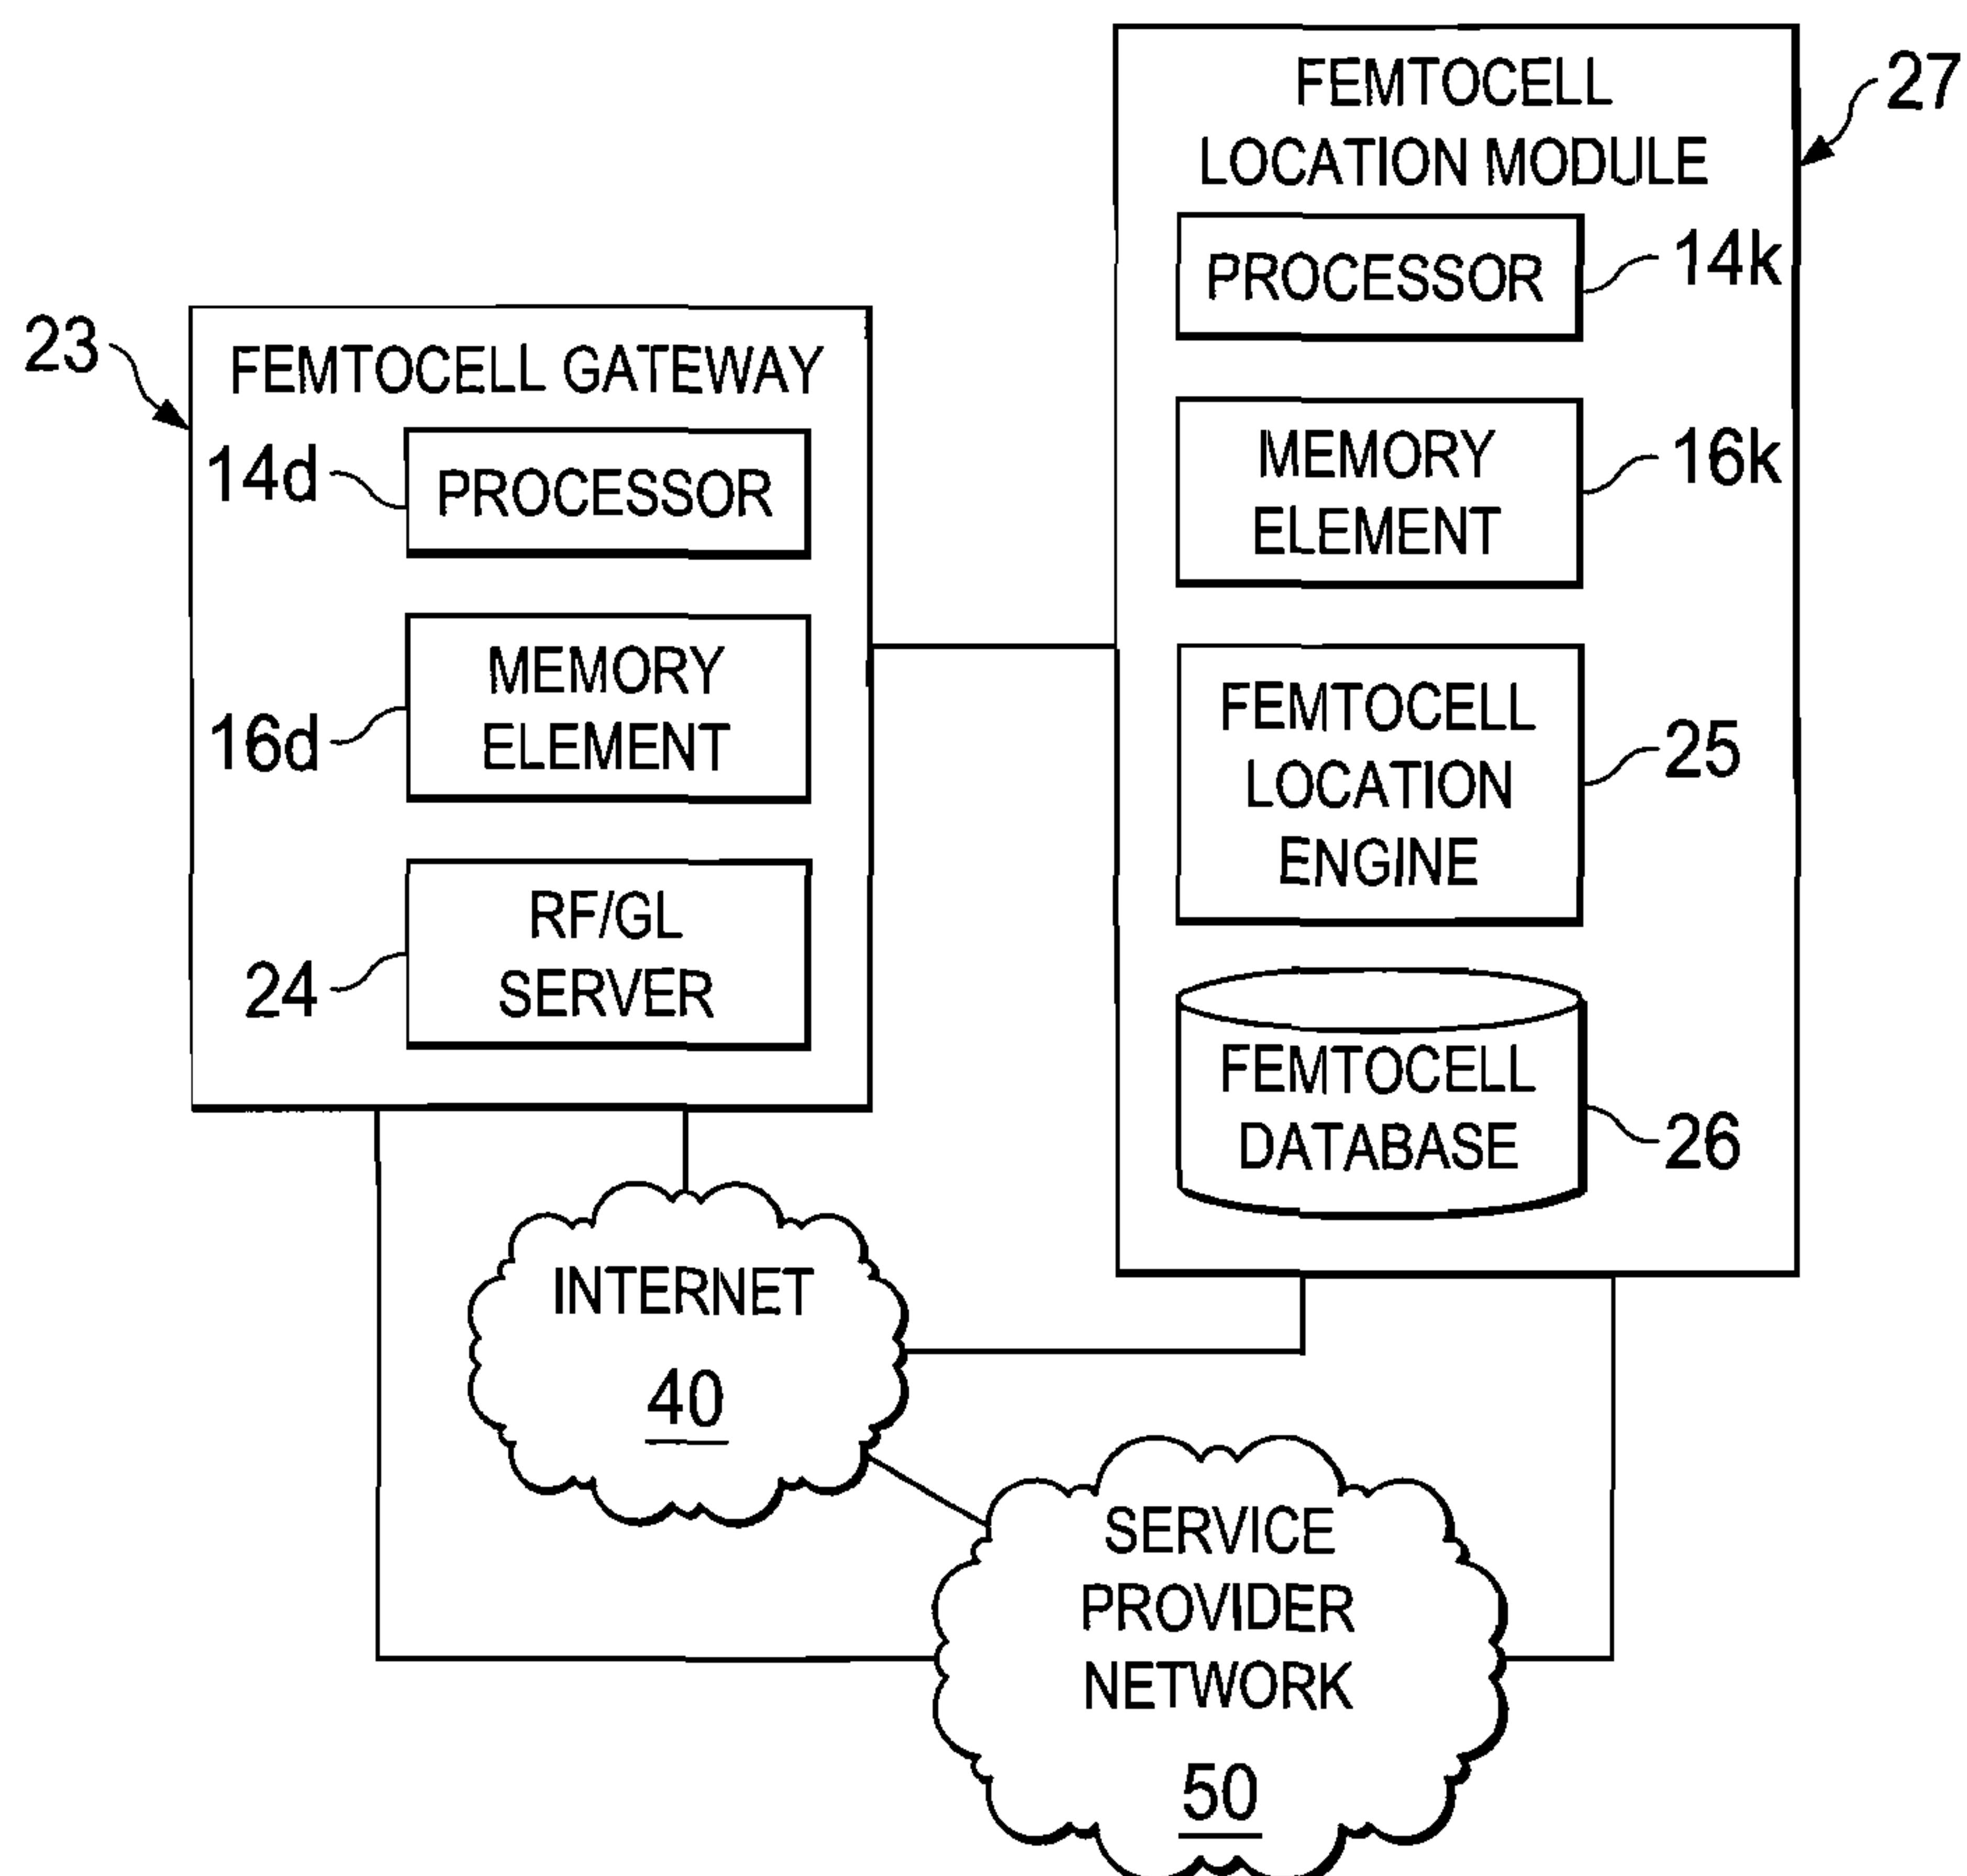 FEMTOCELL
LOCATION MODULE
27
PROCESSOR
14k
MEMORY
ELEMENT
16k
FEMTOCELL
LOCATION
ENGINE
25
FEMTOCELL
DATABASE
26
23
FEMTOCELL GATEWAY
14d
PROCESSOR
MEMORY
ELEMENT
16d
RF/GL
SERVER
24
INTERNET
40
SERVICE
PROVIDER
NETWORK
50